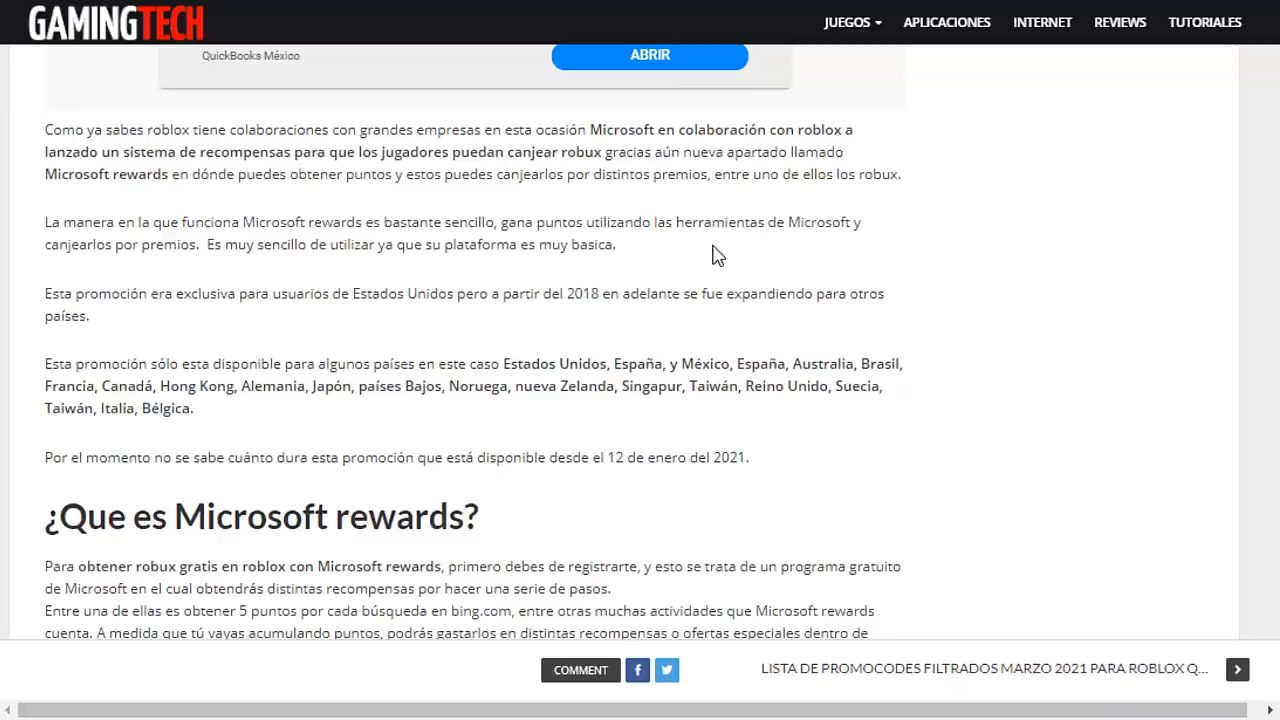 GAMINGTECH
JUEGOS
APLICACIONES
INTERNET
REVIEWS
TUTORIALES
QuickBooks México
ABRIR
Como ya sabes roblox tiene colaboraciones con grandes empresas en esta ocasión Microsoft en colaboración con roblox a
lanzado un sistema de recompensas para que los jugadores puedan canjear robux gracias aún nueva apartado llamado
Microsoft rewards en dónde puedes obtener puntos y estos puedes canjearlos por distintos premios, entre uno de ellos los robux.
La manera en la que funciona Microsoft rewards es bastante sencillo, gana puntos utilizando las herramientas de Microsoft y
canjearlos por premios. Es muy sencillo de utilizar ya que su plataforma es muy basica.
Esta promoción era exclusiva para usuarios de Estados Unidos pero a partir del 2018 en adelante se fue expandiendo para otros
países.
Esta promoción sólo esta disponible para algunos países en este caso Estados Unidos, España, y México, España, Australia, Brasil,
Francia, Canadá, Hong Kong, Alemania, Japón, países Bajos, Noruega, nueva Zelanda, Singapur, Taiwán, Reino Unido, Suecia,
Taiwán, Italia, Bélgica.
Por el momento no se sabe cuánto dura esta promoción que está disponible desde el 12 de enero del 2021.
¿Que es Microsoft rewards?
Para obtener robux gratis en roblox con Microsoft rewards, primero debes de registrarte, y esto se trata de un programa gratuito
de Microsoft en el cual obtendrás distintas recompensas por hacer una serie de pasos.
Entre una de ellas es obtener 5 puntos por cada búsqueda en bing.com, entre otras muchas actividades que Microsoft rewards
cuenta. A medida que tú vayas acumulando puntos, podrás gastarlos en distintas recompensas o ofertas especiales dentro de
COMMENT
LISTA DE PROMOCODES FILTRADOS MARZO 2021 PARA ROBLOX Q...